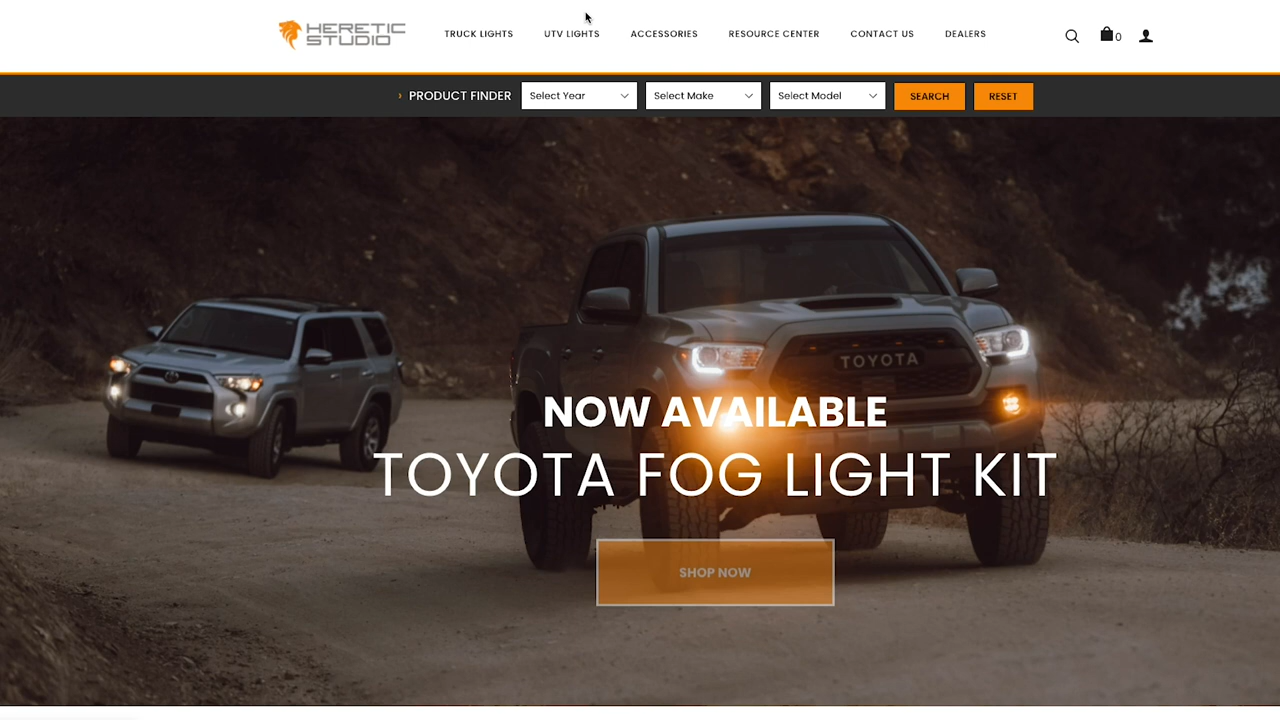 HERETIC
STUDIO
TRUCK LIGHTS
UTV LIGHTS
ACCESSORIES
RESOURCE CENTER
CONTACT US
DEALERS
0
› PRODUCT FINDER
Select Year
Select Make
Select Model
SEARCH
RESET
TOYOTA
NOW AVAILABLE
TOYOTA FOG LIGHT KIT
SHOP NOW